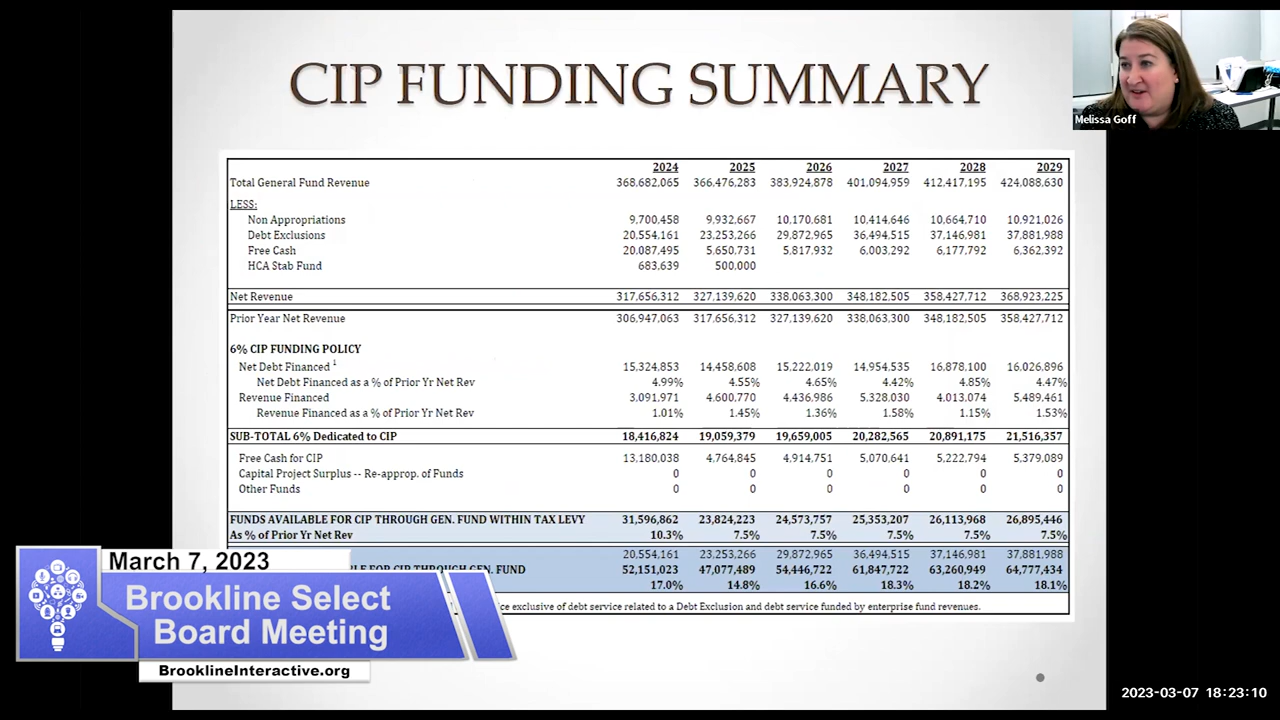 CIP FUNDING SUMMARY
Melissa Goff
2024 2025 2026 2027 2028 2029
Total General Fund Revenue 368,682,065 366,476,283 383,924,878 401,094,959 412,417,195 424,088,630
LESS:
Non Appropriations 9,700,458 9,932,667 10,170,681 10,414,646 10,664,710 10,921,026
Debt Exclusions 20,554,161 23,253,266 29,872,965 36,494,515 37,146,981 37,881,988
Free Cash 20,087,495 5,650,731 5,817,932 6,003,292 6,177,792 6,362,392
HCA Stab Fund 683,639 500,000
Net Revenue 317,656,312 327,139,620 338,063,300 348,182,505 358,427,712 368,923,225
Prior Year Net Revenue 306,947,063 317,656,312 327,139,620 338,063,300 348,182,505 358,427,712
6% CIP FUNDING POLICY
Net Debt Financed 1 15,324,853 14,458,608 15,222,019 14,954,535 16,878,100 16,026,896
Net Debt Financed as a % of Prior Yr Net Rev 4.99% 4.55% 4.65% 4.42% 4.85% 4.47%
Revenue Financed 3,091,971 4,600,770 4,436,986 5,328,030 4,013,074 5,489,461
Revenue Financed as a % of Prior Yr Net Rev 1.01% 1.45% 1.36% 1.58% 1.15% 1.53%
SUB-TOTAL 6% Dedicated to CIP 18,416,824 19,059,379 19,659,005 20,282,565 20,891,175 21,516,357
Free Cash for CIP 13,180,038 4,764,845 4,914,751 5,070,641 5,222,794 5,379,089
Capital Project Surplus -- Re-approp. of Funds 0 0 0 0 0 0
Other Funds 0 0 0 0 0 0
FUNDS AVAILABLE FOR CIP THROUGH GEN. FUND WITHIN TAX LEVY 31,596,862 23,824,223 24,573,757 25,353,207 26,113,968 26,895,446
As % of Prior Yr Net Rev 10.3% 7.5% 7.5% 7.5% 7.5% 7.5%
20,554,161 23,253,266 29,872,965 36,494,515 37,146,981 37,881,988
FOR CIP THROUGH GEN. FUND 52,151,023 47,077,489 54,446,722 61,847,722 63,260,949 64,777,434
17.0% 14.8% 16.6% 18.3% 18.2% 18.1%
exclusive of debt service related to a Debt Exclusion and debt service funded by enterprise fund revenues.
March 7, 2023
Brookline Select
Board Meeting
BrooklineInteractive.org
2023-03-07 18:23:10